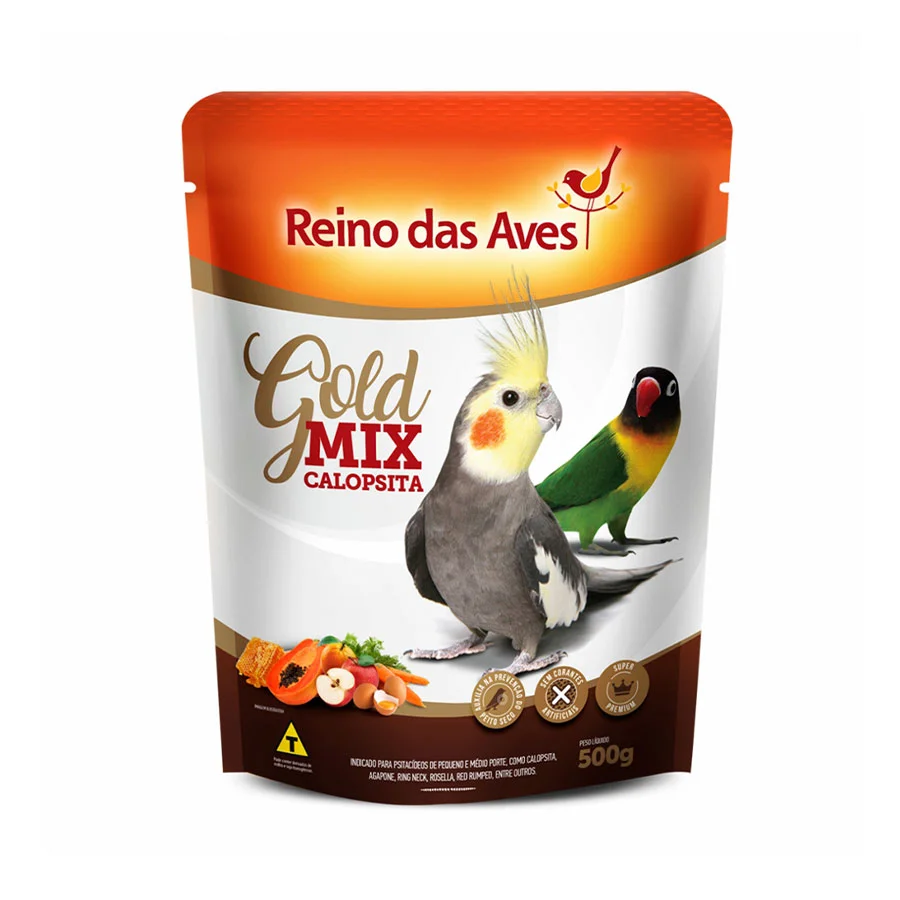 Reino das Aves
Gold
MIX
CALOPSITA
AUXILIA NA PREVENÇÃO DO
PEITO SECO
SEM CORANTES
ARTIFICIAIS
SUPER
PREMIUM
T
INDICADO PARA PSITACÍDEOS DE PEQUENO E MÉDIO PORTE, COMO CALOPSITA,
AGAPONE, RING NECK, ROSELLA, RED RUMPED, ENTRE OUTROS.
PESO LÍQUIDO
500g